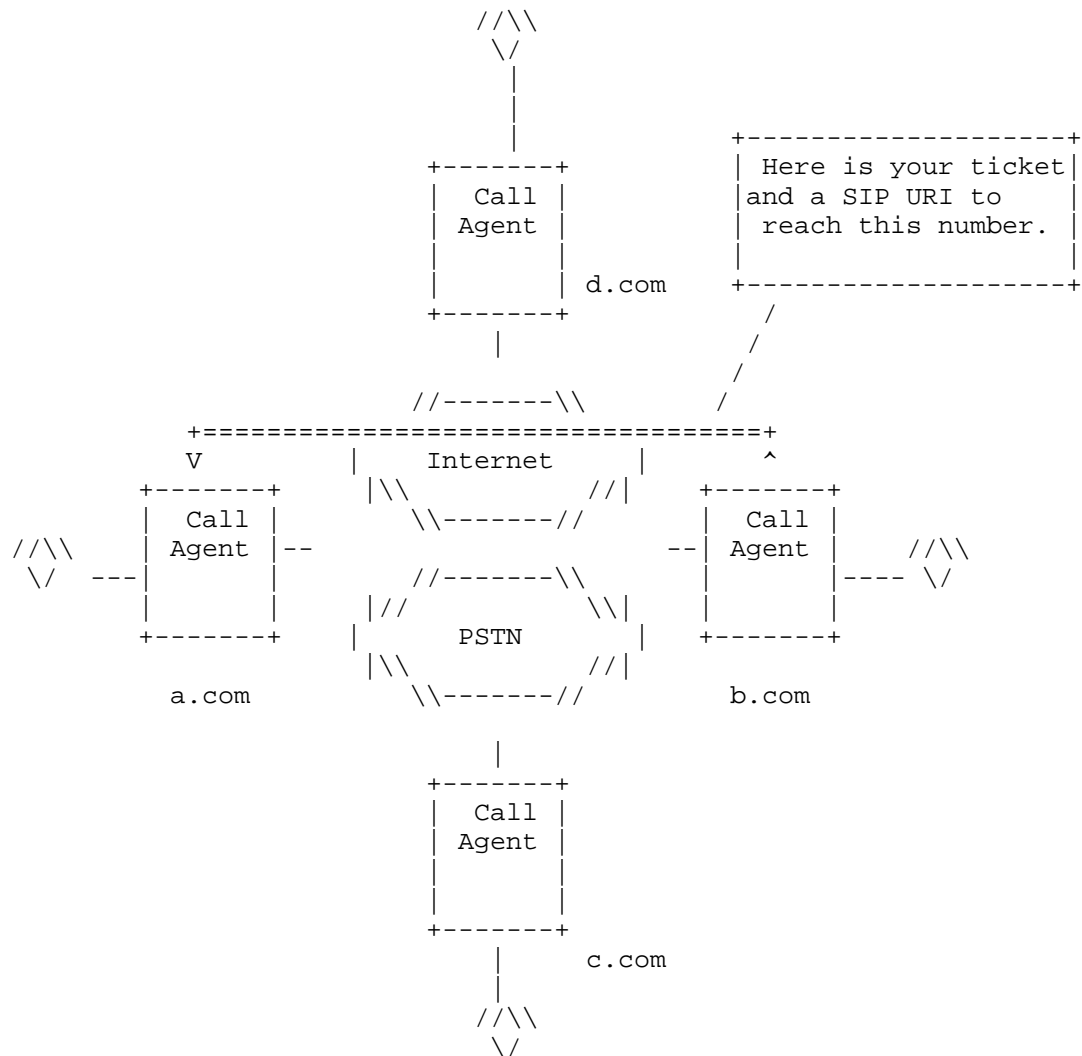 Here is your ticket
and a SIP URI to
reach this number.
Call
Agent
d.com
Internet
Call
Agent
Call
Agent
PSTN
a.com
b.com
Call
Agent
c.com